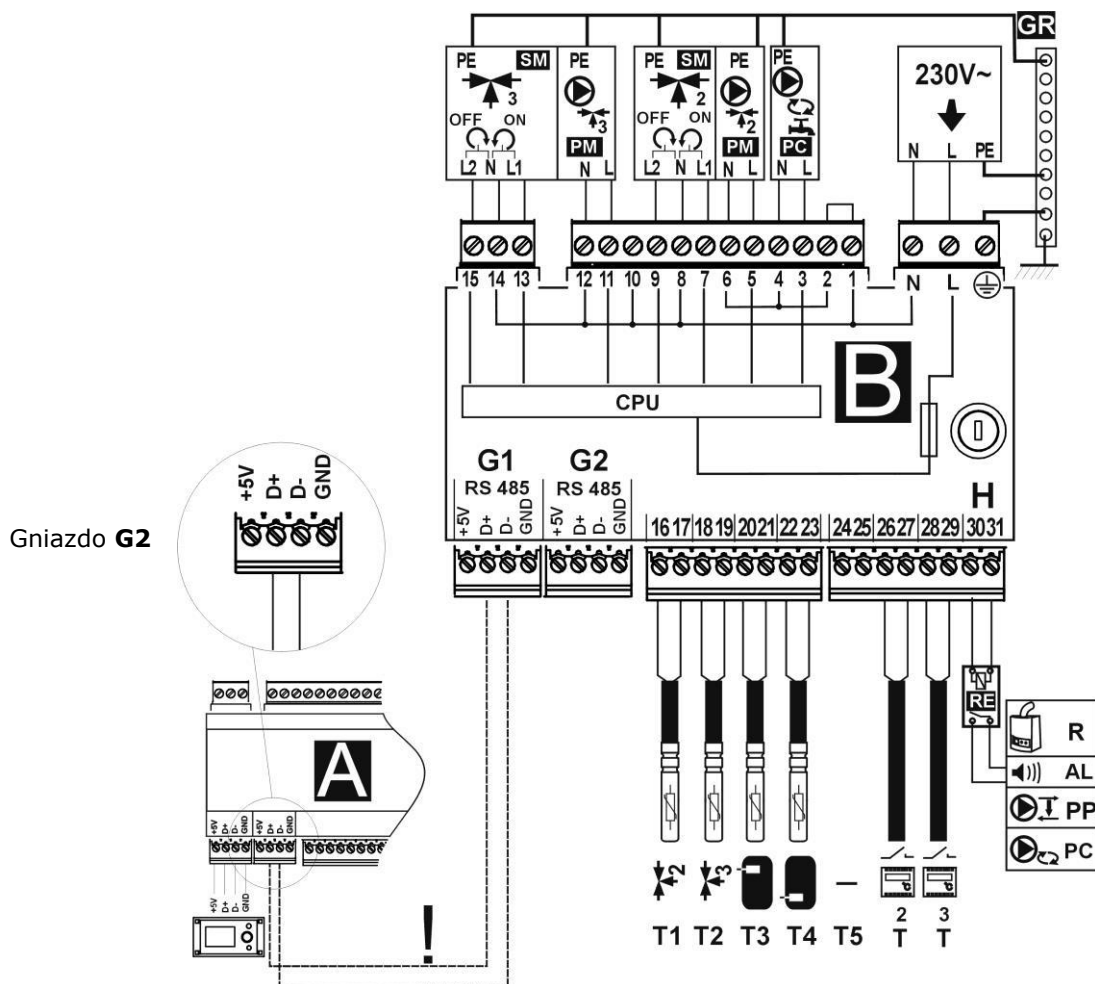 GR
PE SM PE PE SM PE PE
230V~
3 3 2 2
OFF ON OFF ON
PM PM PC
L2 N L1 N L L2 N L1 N L N L N L PE
15 14 13 12 11 10 9 8 7 6 5 4 3 2 1 N L
B
CPU
G1 G2
RS 485 RS 485
H
+5V D+ D- GND +5V D+ D- GND
16 17 18 19 20 21 22 23 24 25 26 27 28 29 30 31
+5V D+ D- GND
Gniazdo G2
A
+5V D+ D- GND +5V D+ D- GND
+5V D+ D- GND
!
RE
R
AL
PP
PC
2 3 – 2 3
T1 T2 T3 T4 T5 T T